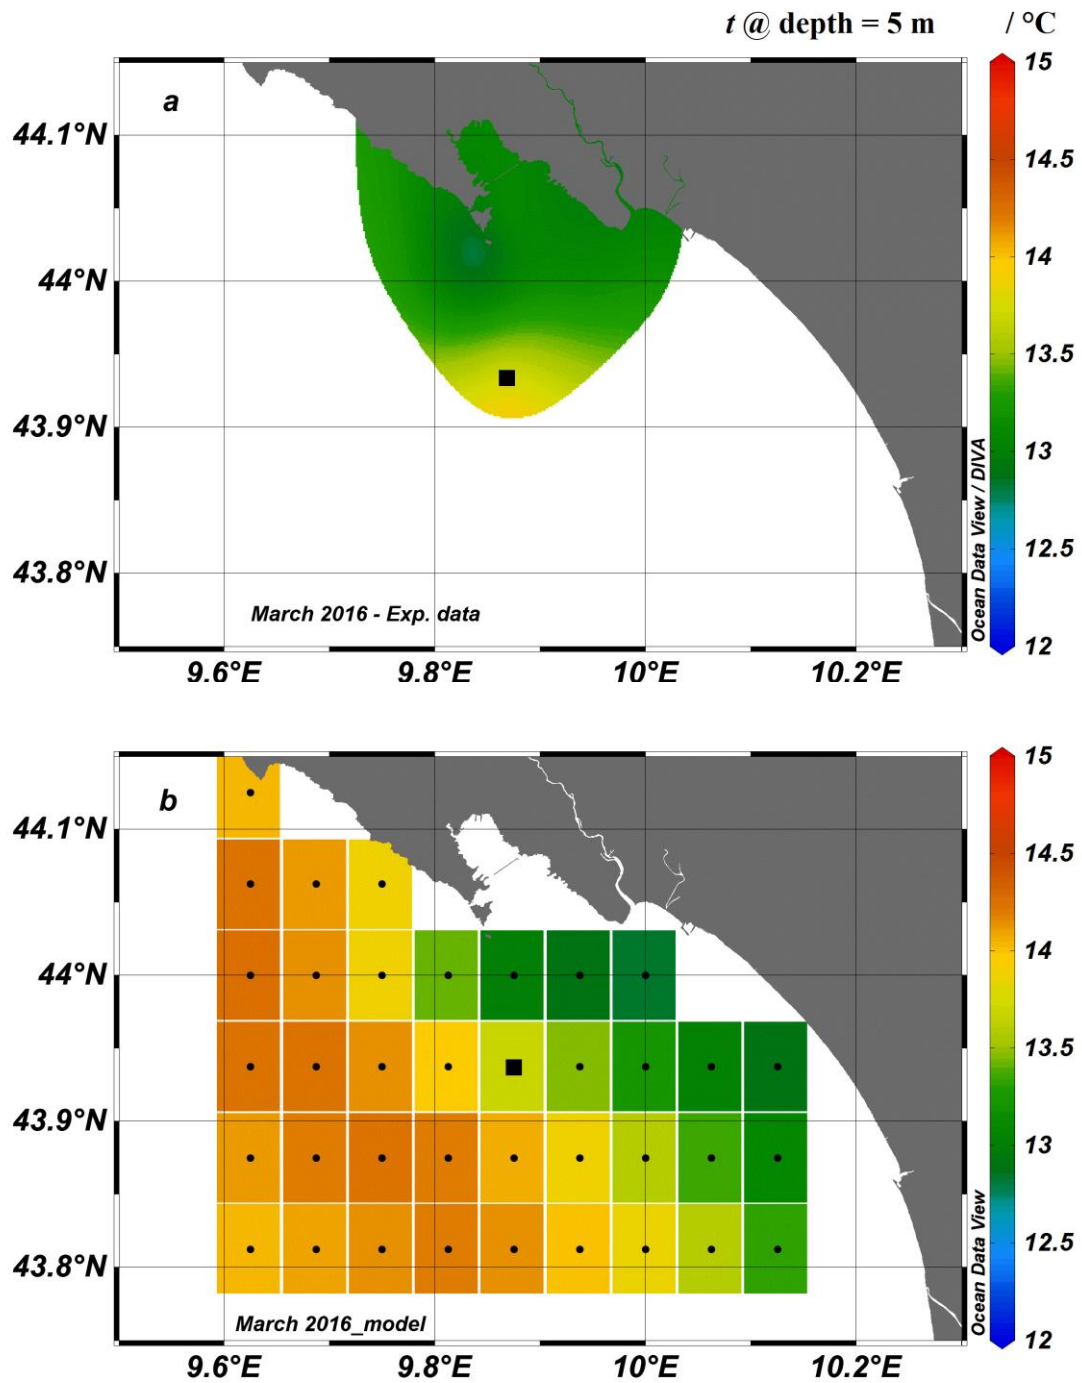 t @ depth = 5 m / °C
a
44.1°N
44°N
43.9°N
43.8°N
9.6°E 9.8°E 10°E 10.2°E
March 2016 - Exp. data
Ocean Data View / DIVA
15
14.5
14
13.5
13
12.5
12
b
44.1°N
44°N
43.9°N
43.8°N
9.6°E 9.8°E 10°E 10.2°E
March 2016_model
Ocean Data View
15
14.5
14
13.5
13
12.5
12